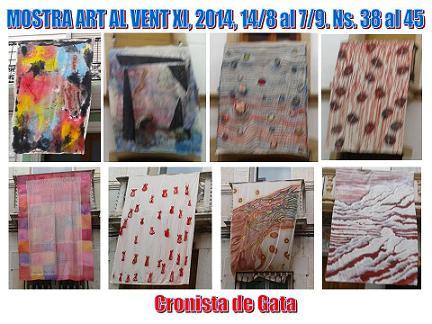 MOSTRA ART AL VENT XI, 2014, 14/8 al 7/9. Ns. 38 al 45
Cronista de Gata